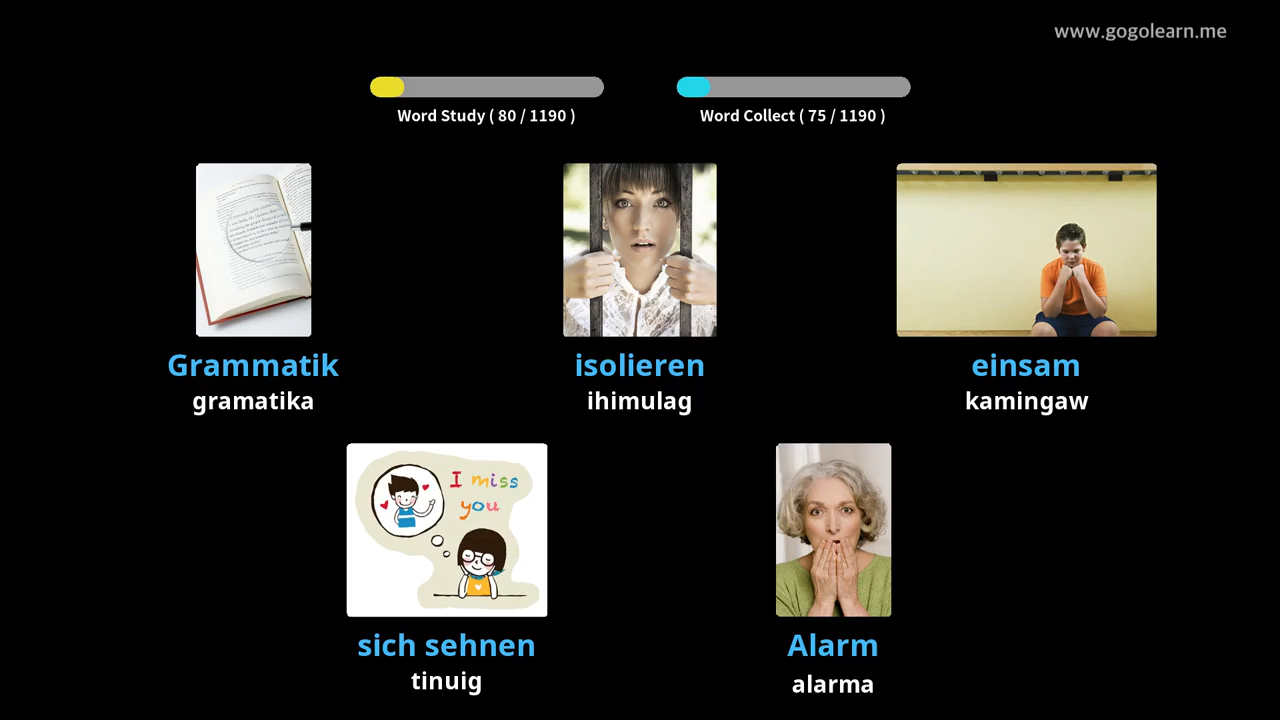 www.gogolearn.me
Word Study ( 80 / 1190 )
Word Collect ( 75 / 1190 )
Grammatik
gramatika
isolieren
ihimulag
einsam
kamingaw
I miss
you
sich sehnen
tinuig
Alarm
alarma